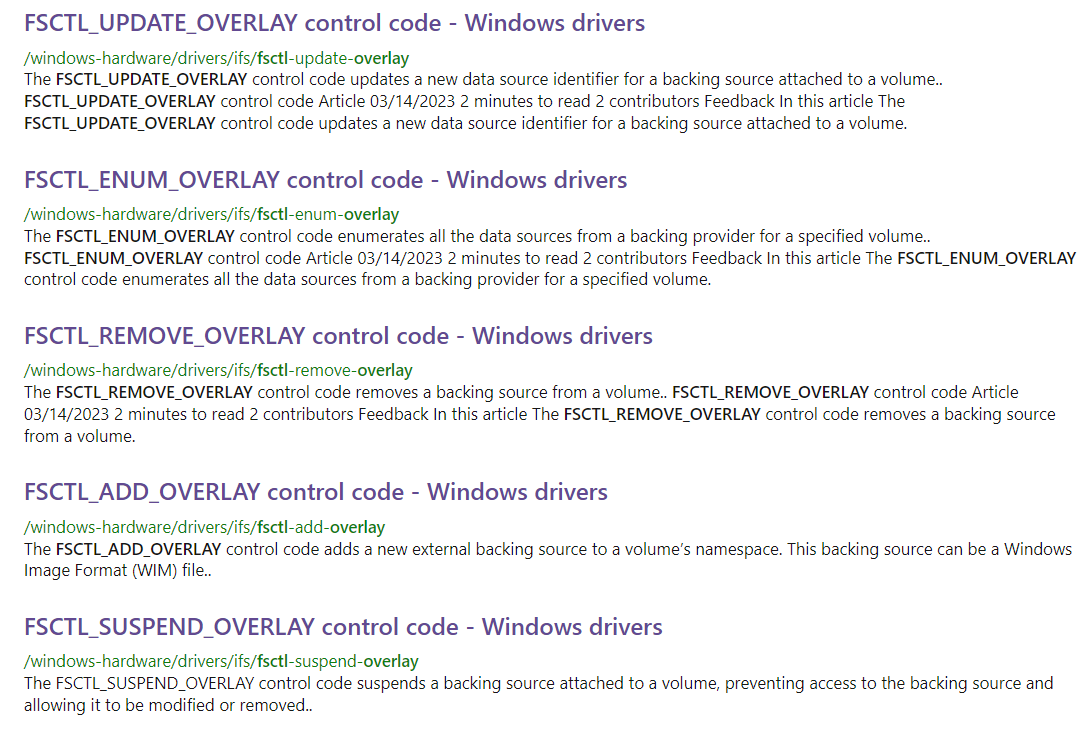 FSCTL_UPDATE_OVERLAY control code - Windows drivers
/windows-hardware/drivers/ifs/fsctl-update-overlay
The FSCTL_UPDATE_OVERLAY control code updates a new data source identifier for a backing source attached to a volume..
FSCTL_UPDATE_OVERLAY control code Article 03/14/2023 2 minutes to read 2 contributors Feedback In this article The
FSCTL_UPDATE_OVERLAY control code updates a new data source identifier for a backing source attached to a volume.
FSCTL_ENUM_OVERLAY control code - Windows drivers
/windows-hardware/drivers/ifs/fsctl-enum-overlay
The FSCTL_ENUM_OVERLAY control code enumerates all the data sources from a backing provider for a specified volume..
FSCTL_ENUM_OVERLAY control code Article 03/14/2023 2 minutes to read 2 contributors Feedback In this article The FSCTL_ENUM_OVERLAY
control code enumerates all the data sources from a backing provider for a specified volume.
FSCTL_REMOVE_OVERLAY control code - Windows drivers
/windows-hardware/drivers/ifs/fsctl-remove-overlay
The FSCTL_REMOVE_OVERLAY control code removes a backing source from a volume.. FSCTL_REMOVE_OVERLAY control code Article
03/14/2023 2 minutes to read 2 contributors Feedback In this article The FSCTL_REMOVE_OVERLAY control code removes a backing source
from a volume.
FSCTL_ADD_OVERLAY control code - Windows drivers
/windows-hardware/drivers/ifs/fsctl-add-overlay
The FSCTL_ADD_OVERLAY control code adds a new external backing source to a volume’s namespace. This backing source can be a Windows
Image Format (WIM) file..
FSCTL_SUSPEND_OVERLAY control code - Windows drivers
/windows-hardware/drivers/ifs/fsctl-suspend-overlay
The FSCTL_SUSPEND_OVERLAY control code suspends a backing source attached to a volume, preventing access to the backing source and
allowing it to be modified or removed..